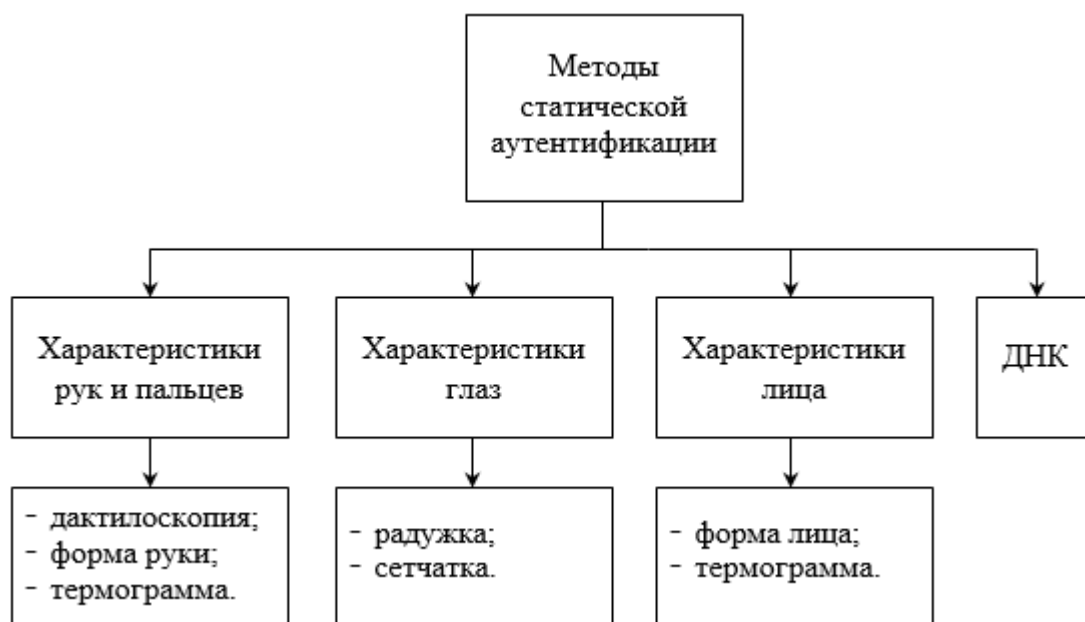 Методы
статической
аутентификации
Характеристики
рук и пальцев
Характеристики
глаз
Характеристики
лица
ДНК
- дактилоскопия;
- форма руки;
- термограмма.
- радужка;
- сетчатка.
- форма лица;
- термограмма.